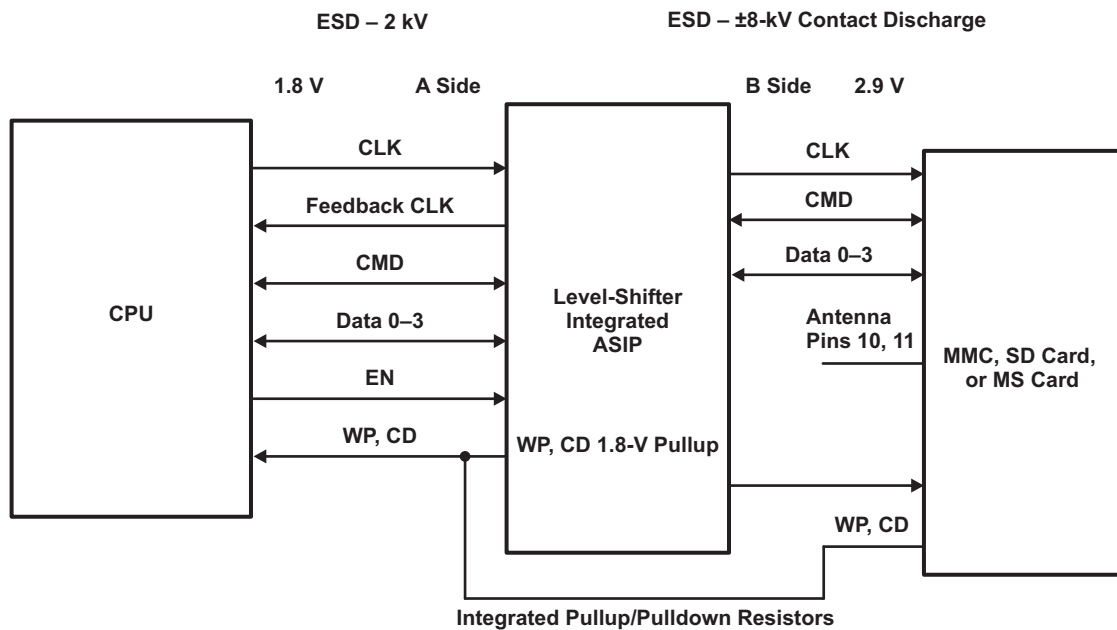 ESD – 2 kV
ESD – ±8-kV Contact Discharge
1.8 V
A Side
B Side
2.9 V
CLK
Feedback CLK
CMD
Data 0–3
EN
WP, CD
CPU
Level-Shifter
Integrated
ASIP
WP, CD 1.8-V Pullup
CLK
CMD
Data 0–3
Antenna
Pins 10, 11
WP, CD
MMC, SD Card,
or MS Card
Integrated Pullup/Pulldown Resistors